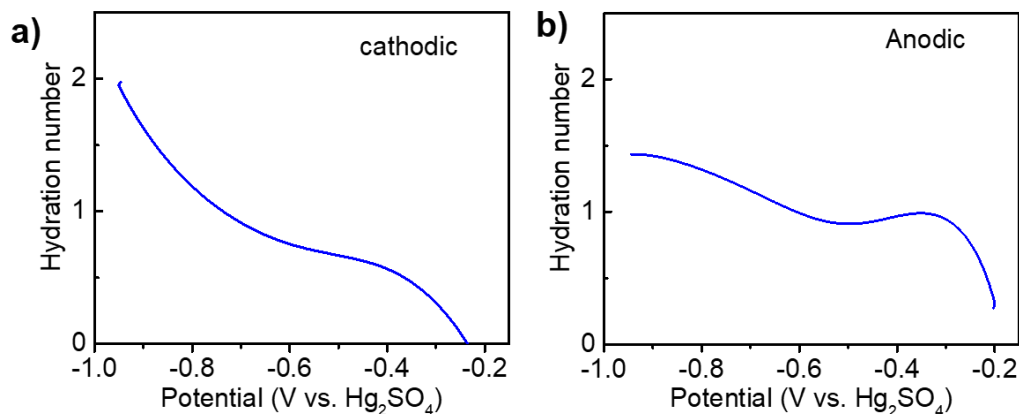 a)
cathodic
Hydration number
2
1
0
-1.0 -0.8 -0.6 -0.4 -0.2
Potential (V vs. Hg₂SO₄)
b)
Anodic
Hydration number
2
1
0
-1.0 -0.8 -0.6 -0.4 -0.2
Potential (V vs. Hg₂SO₄)